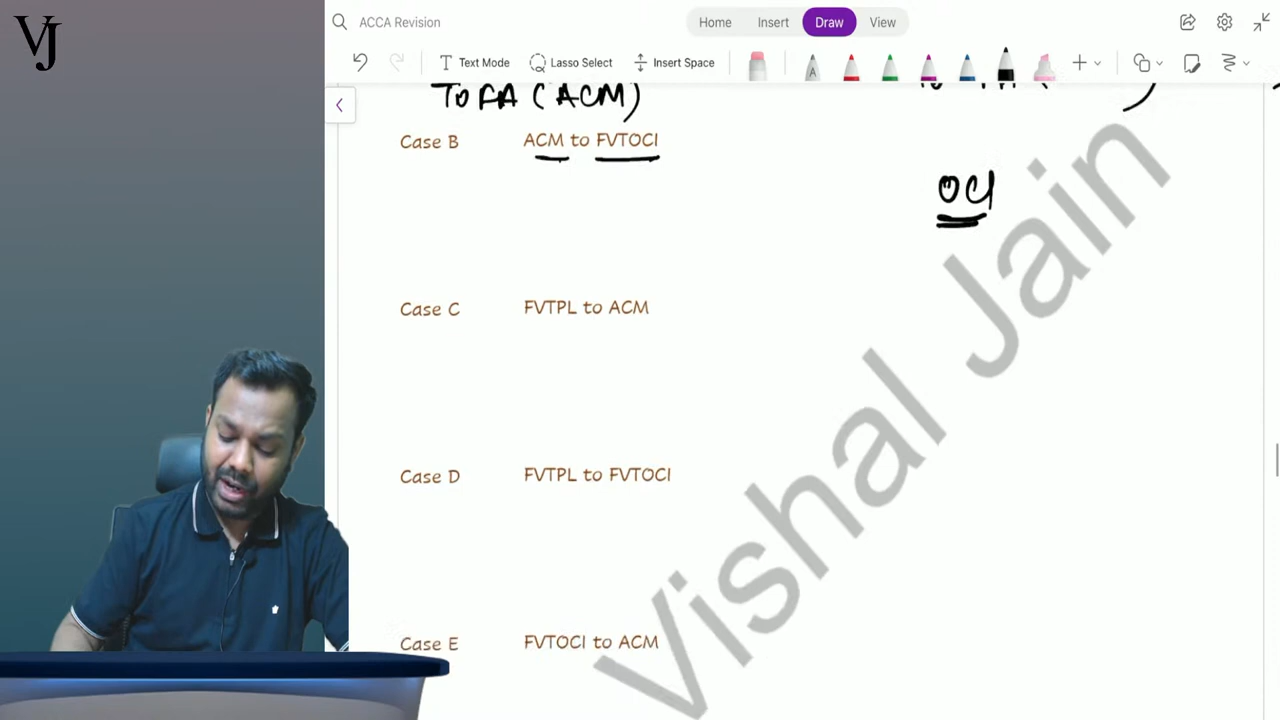 VJ
ACCA Revision
Home Insert Draw View
Text Mode Lasso Select Insert Space
To FA (ACM)
Case B ACM to FVTOCI
OCI
Case C FVTPL to ACM
Case D FVTPL to FVTOCI
Case E FVTOCI to ACM
Vishal Jain